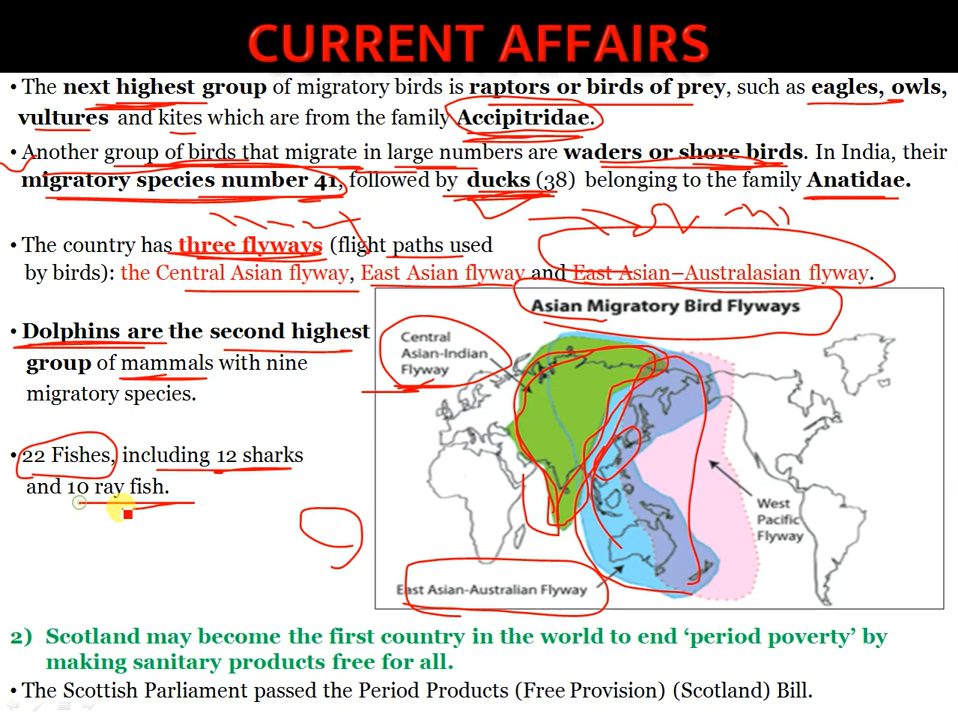 CURRENT AFFAIRS
• The next highest group of migratory birds is raptors or birds of prey, such as eagles, owls,
vultures and kites which are from the family Accipitridae.
• Another group of birds that migrate in large numbers are waders or shore birds. In India, their
migratory species number 41, followed by ducks (38) belonging to the family Anatidae.
• The country has three flyways (flight paths used
by birds): the Central Asian flyway, East Asian flyway and East Asian–Australasian flyway.
Asian Migratory Bird Flyways
Central
Asian-Indian
Flyway
West
Pacific
Flyway
East Asian-Australian Flyway
• Dolphins are the second highest
group of mammals with nine
migratory species.
• 22 Fishes, including 12 sharks
and 10 ray fish.
2) Scotland may become the first country in the world to end ‘period poverty’ by
making sanitary products free for all.
• The Scottish Parliament passed the Period Products (Free Provision) (Scotland) Bill.